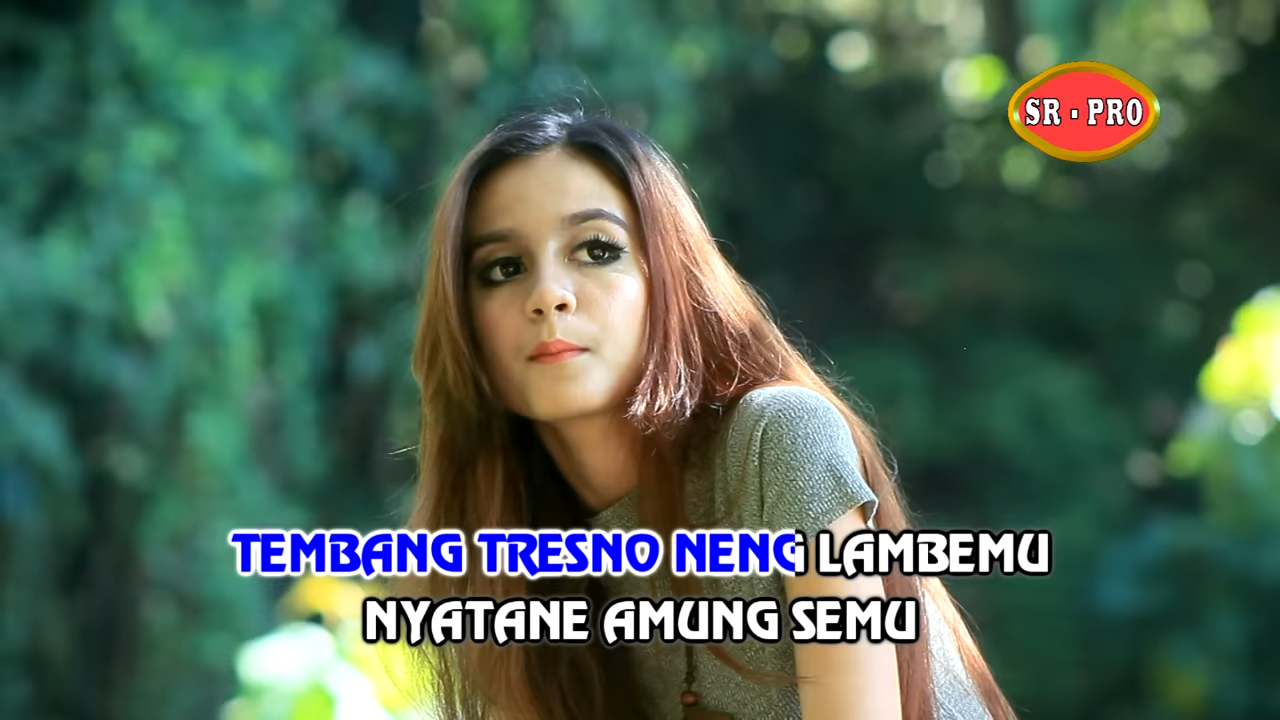 SR - PRO
TEMBANG TRESNO NENG LAMBEMU
NYATANE AMUNG SEMU